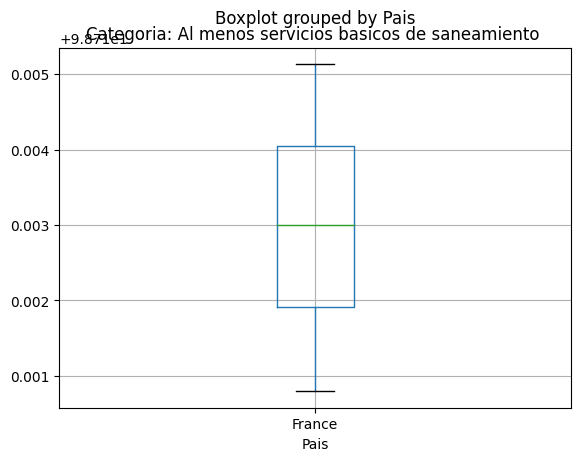 Boxplot grouped by Pais
Categoria: Al menos servicios basicos de saneamiento
+9.871e1
0.005
0.004
0.003
0.002
0.001
France
Pais